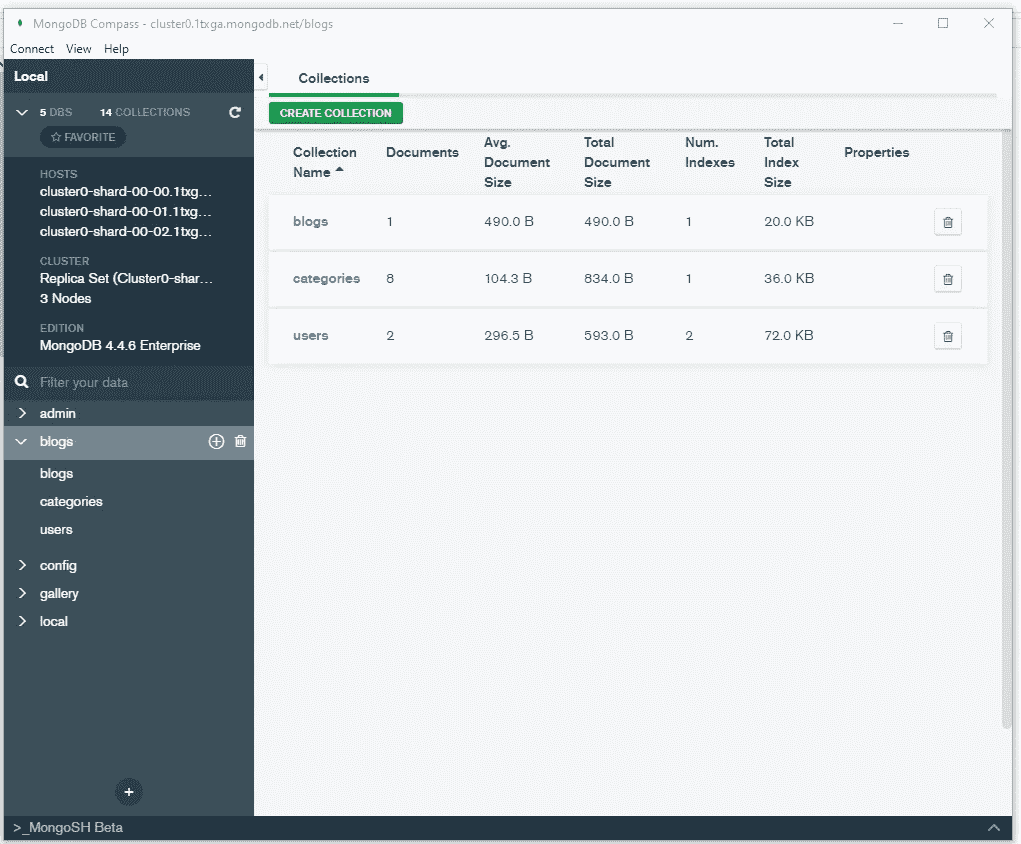 MongoDB Compass - cluster0.1txga.mongodb.net/blogs
Connect View Help
Local
5 DBS 14 COLLECTIONS
FAVORITE
HOSTS
cluster0-shard-00-00.1txg...
cluster0-shard-00-01.1txg...
cluster0-shard-00-02.1txg...
CLUSTER
Replica Set (Cluster0-shar...
3 Nodes
EDITION
MongoDB 4.4.6 Enterprise
Filter your data
admin
blogs
blogs
categories
users
config
gallery
local
+
Collections
CREATE COLLECTION
Collection Name
Documents
Avg. Document Size
Total Document Size
Num. Indexes
Total Index Size
Properties
blogs 1 490.0 B 490.0 B 1 20.0 KB
categories 8 104.3 B 834.0 B 1 36.0 KB
users 2 296.5 B 593.0 B 2 72.0 KB
>_MongoSH Beta